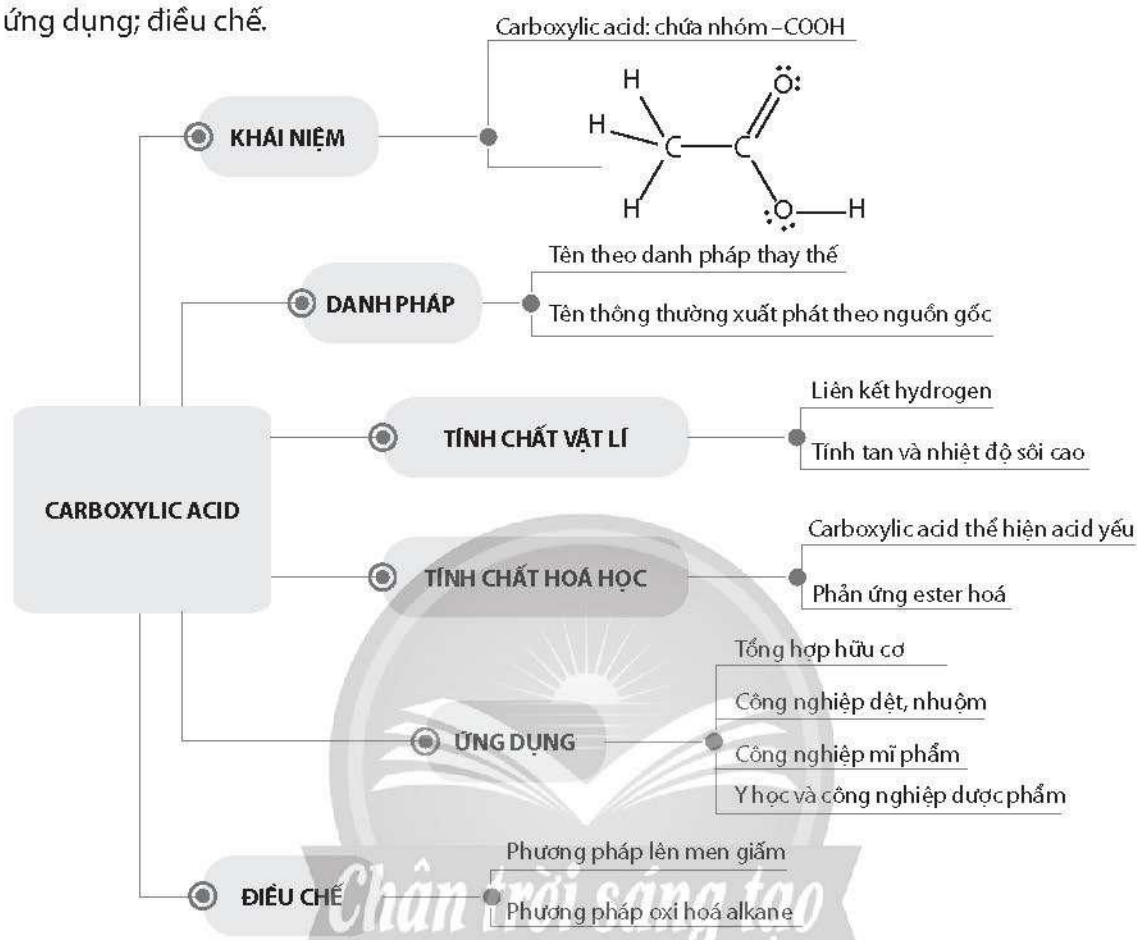 ứng dụng; điều chế.
Carboxylic acid: chứa nhóm –COOH
H
O
H
C
C
H
O
H
KHÁI NIỆM
Tên theo danh pháp thay thế
DANH PHÁP
Tên thông thường xuất phát theo nguồn gốc
Liên kết hydrogen
TÍNH CHẤT VẬT LÍ
Tính tan và nhiệt độ sôi cao
CARBOXYLIC ACID
Carboxylic acid thể hiện acid yếu
TÍNH CHẤT HOÁ HỌC
Phản ứng ester hoá
Tổng hợp hữu cơ
Công nghiệp dệt, nhuộm
ỨNG DỤNG
Công nghiệp mĩ phẩm
Y học và công nghiệp dược phẩm
Phương pháp lên men giấm
ĐIỀU CHẾ
Phương pháp oxi hoá alkane
Chân trời sáng tạo